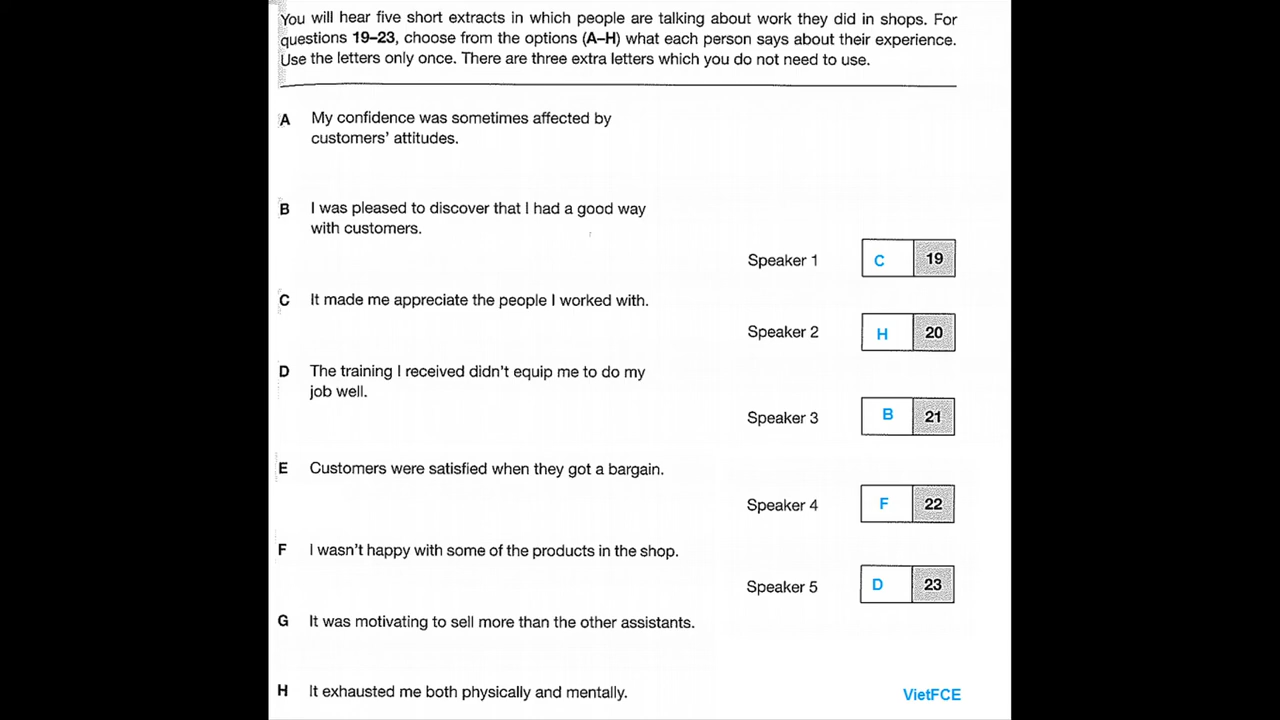 You will hear five short extracts in which people are talking about work they did in shops. For
questions 19–23, choose from the options (A–H) what each person says about their experience.
Use the letters only once. There are three extra letters which you do not need to use.
A My confidence was sometimes affected by
customers' attitudes.
B I was pleased to discover that I had a good way
with customers.
Speaker 1 C 19
C It made me appreciate the people I worked with.
Speaker 2 H 20
D The training I received didn't equip me to do my
job well.
Speaker 3 B 21
E Customers were satisfied when they got a bargain.
Speaker 4 F 22
F I wasn't happy with some of the products in the shop.
Speaker 5 D 23
G It was motivating to sell more than the other assistants.
H It exhausted me both physically and mentally.
VietFCE